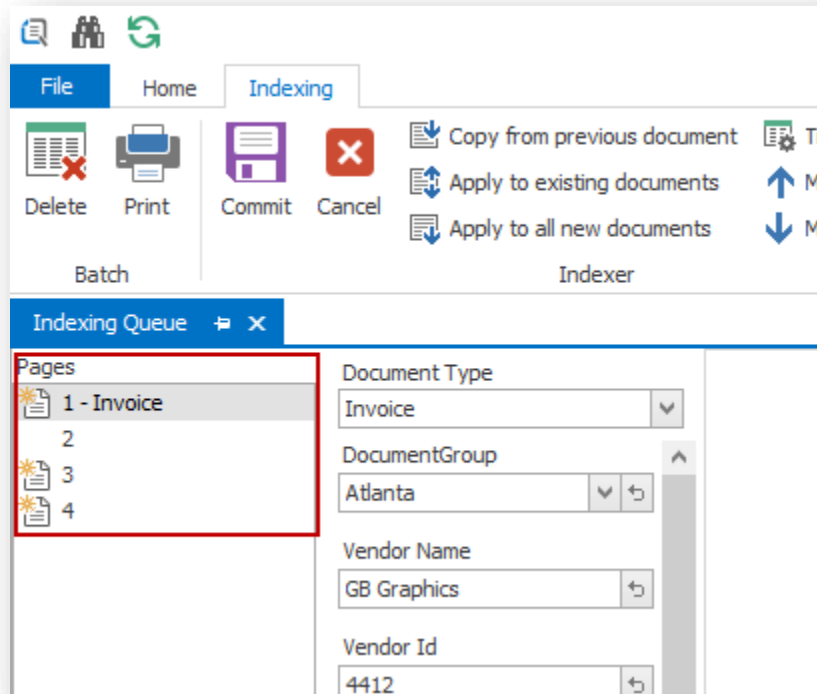 File Home Indexing
Copy from previous document
Apply to existing documents
Apply to all new documents
Delete Print Commit Cancel
Batch Indexer
Indexing Queue
Pages
1 - Invoice
2
3
4
Document Type
Invoice
DocumentGroup
Atlanta
Vendor Name
GB Graphics
Vendor Id
4412